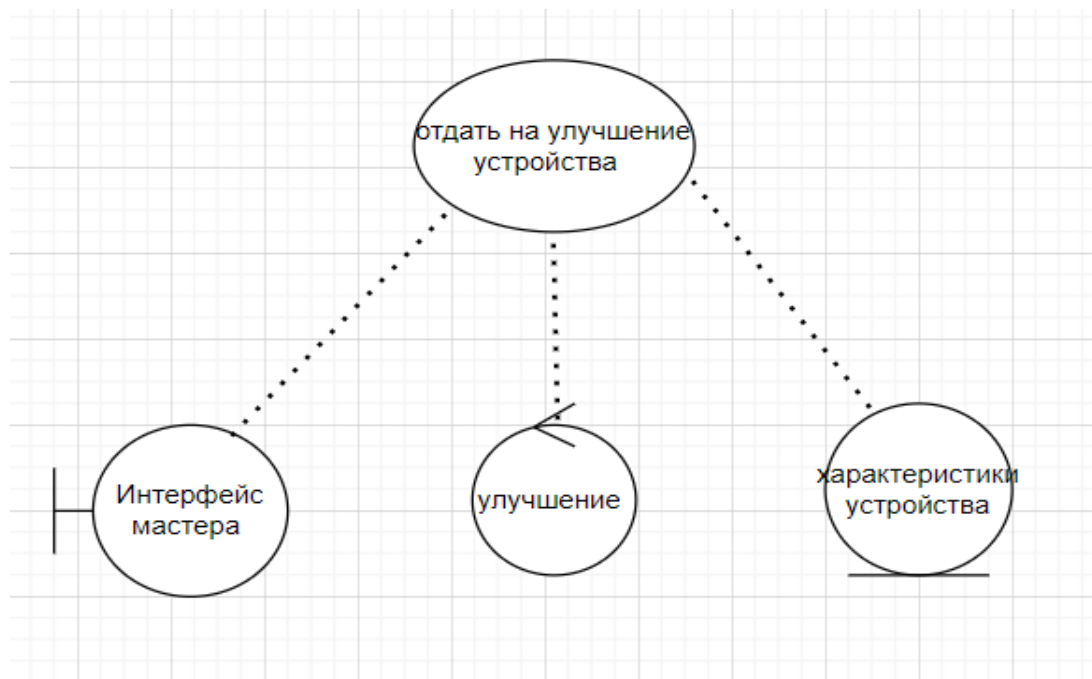 отдать на улучшение
устройства
Интерфейс
мастера
улучшение
характеристики
устройства